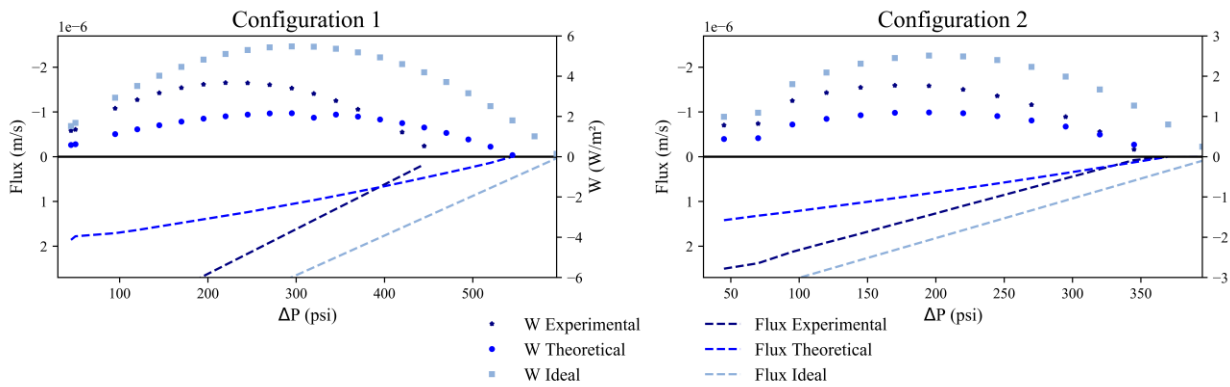 Configuration 1
1e−6
−2
−1
0
1
2
Flux (m/s)
6
4
2
0
−2
−4
−6
W (W/m²)
100
200
300
400
500
ΔP (psi)
Configuration 2
1e−6
−2
−1
0
1
2
Flux (m/s)
3
2
1
0
−1
−2
−3
50
100
150
200
250
300
350
ΔP (psi)
W Experimental
W Theoretical
W Ideal
Flux Experimental
Flux Theoretical
Flux Ideal